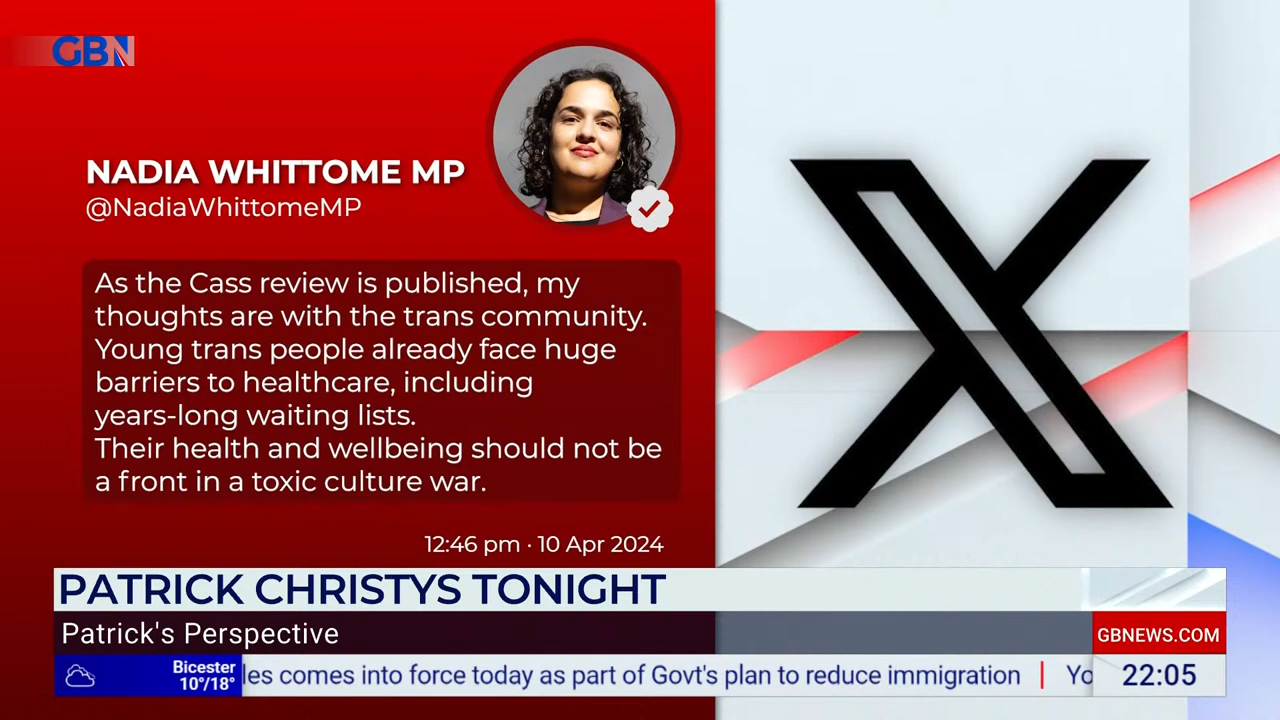 GBN
NADIA WHITTOME MP
@NadiaWhittomeMP
As the Cass review is published, my
thoughts are with the trans community.
Young trans people already face huge
barriers to healthcare, including
years-long waiting lists.
Their health and wellbeing should not be
a front in a toxic culture war.
12:46 pm · 10 Apr 2024
PATRICK CHRISTYS TONIGHT
Patrick's Perspective
GBNEWS.COM
Bicester
10°/18°
les comes into force today as part of Govt's plan to reduce immigration | Yo
22:05